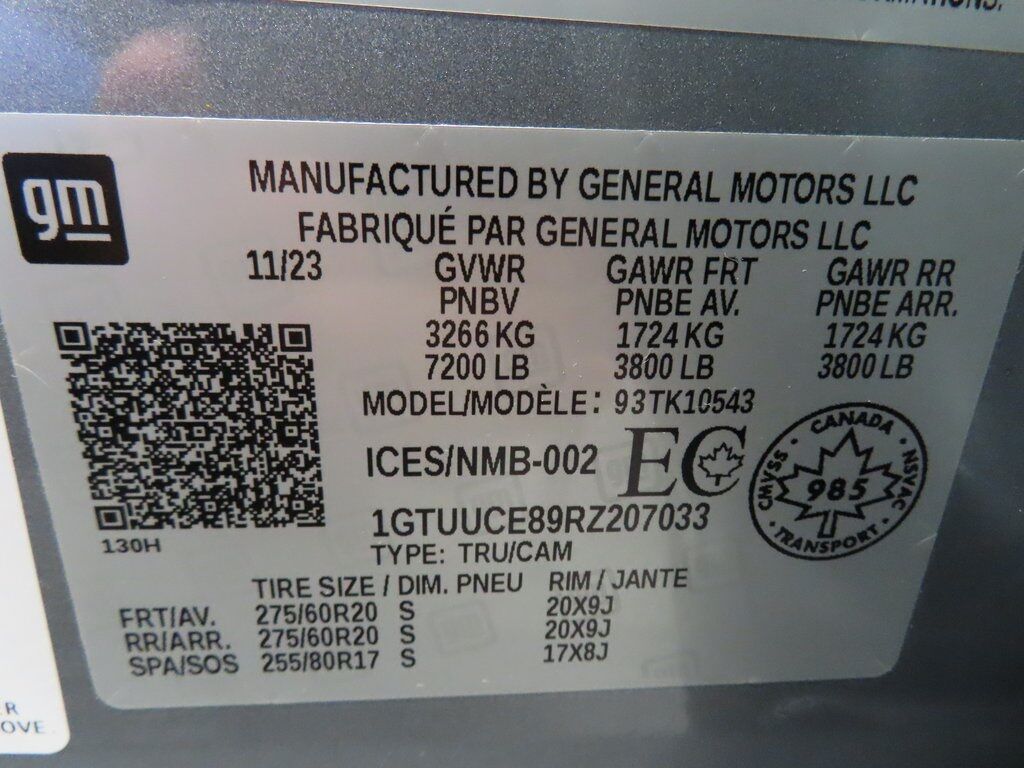 gm
MANUFACTURED BY GENERAL MOTORS LLC
FABRIQUÉ PAR GENERAL MOTORS LLC
11/23 GVWR GAWR FRT GAWR RR
PNBV PNBE AV. PNBE ARR.
3266 KG 1724 KG 1724 KG
7200 LB 3800 LB 3800 LB
MODEL/MODÈLE: 93TK10543
ICES/NMB-002 EC
CANADA
CMVSS 985 NSVAC
TRANSPORT
1GTUUCE89RZ207033
130H
TYPE: TRU/CAM
TIRE SIZE / DIM. PNEU RIM / JANTE
FRT/AV. 275/60R20 S 20X9J
RR/ARR. 275/60R20 S 20X9J
SPA/SOS 255/80R17 S 17X8J
ER
OVE